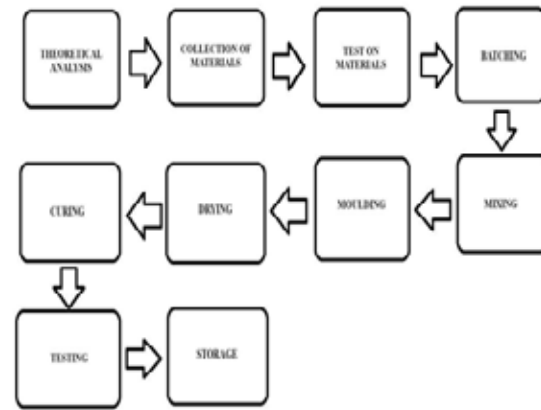 THEORETICAL
ANALYSIS
COLLECTION OF
MATERIALS
TEST ON
MATERIALS
BATCHING
MIXING
MOULDING
DRYING
CURING
TESTING
STORAGE